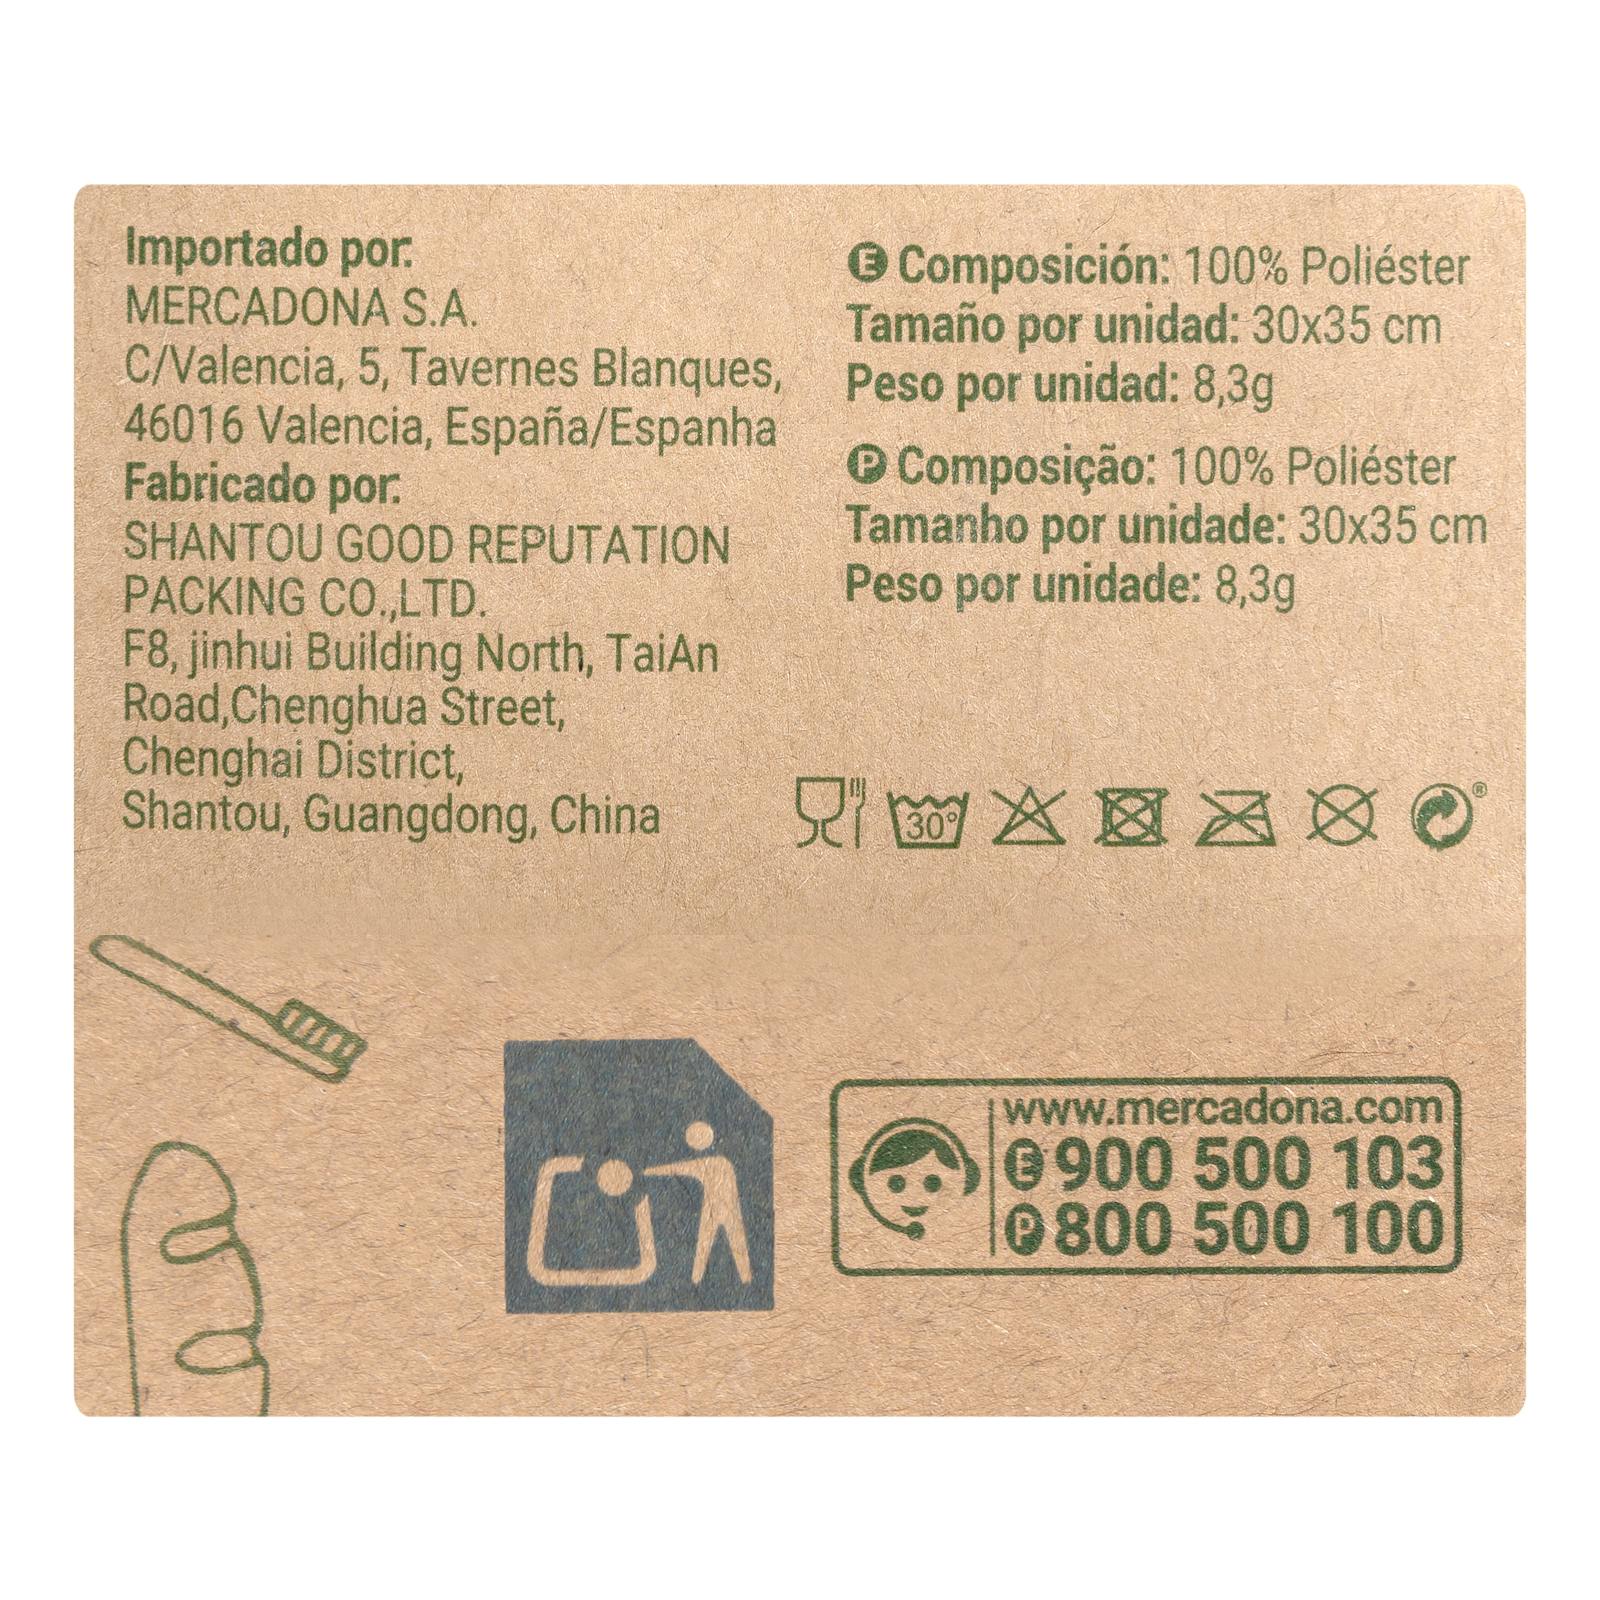 Importado por:
MERCADONA S.A.
C/Valencia, 5, Tavernes Blanques,
46016 Valencia, España/Espanha
Fabricado por:
SHANTOU GOOD REPUTATION
PACKING CO.,LTD.
F8, jinhui Building North, TaiAn
Road,Chenghua Street,
Chenghai District,
Shantou, Guangdong, China
E Composición: 100% Poliéster
Tamaño por unidad: 30x35 cm
Peso por unidad: 8,3g
P Composição: 100% Poliéster
Tamanho por unidade: 30x35 cm
Peso por unidade: 8,3g
30°
®
www.mercadona.com
E 900 500 103
P 800 500 100